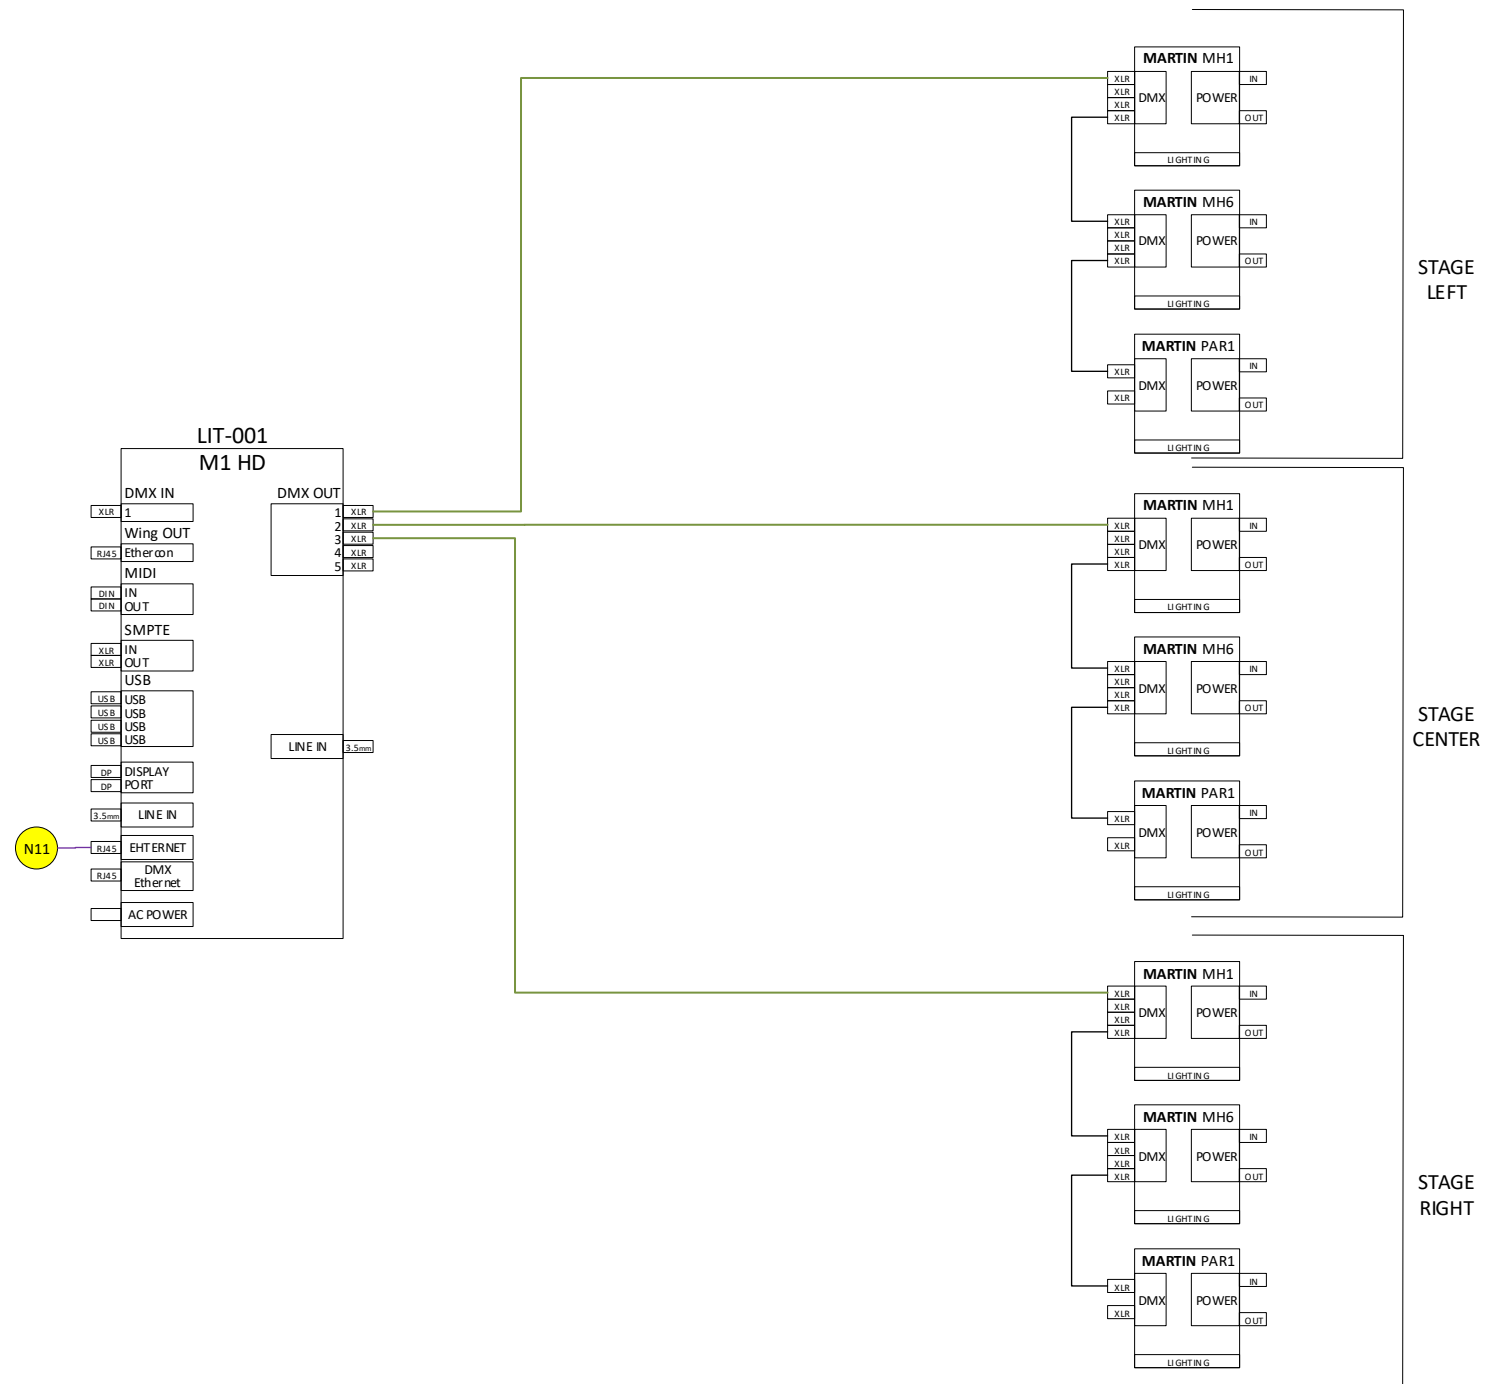 MARTIN MH1
XLR
XLR
XLR
XLR
DMX
POWER
IN
OUT
LIGHTING
MARTIN MH6
XLR
XLR
XLR
XLR
DMX
POWER
IN
OUT
LIGHTING
MARTIN PAR1
XLR
XLR
DMX
POWER
IN
OUT
LIGHTING
STAGE
LEFT
LIT-001
M1 HD
DMX IN
XLR 1
Wing OUT
RJ45 Ethercon
MIDI
DIN IN
DIN OUT
SMPTE
XLR IN
XLR OUT
USB
USB USB
USB USB
USB USB
USB USB
DP DISPLAY
DP PORT
3.5mm LINE IN
N11
RJ45 EHTERNET
RJ45
DMX
Ethernet
AC POWER
DMX OUT
1 XLR
2 XLR
3 XLR
4 XLR
5 XLR
LINE IN 3.5mm
MARTIN MH1
XLR
XLR
XLR
XLR
DMX
POWER
IN
OUT
LIGHTING
MARTIN MH6
XLR
XLR
XLR
XLR
DMX
POWER
IN
OUT
LIGHTING
MARTIN PAR1
XLR
XLR
DMX
POWER
IN
OUT
LIGHTING
STAGE
CENTER
MARTIN MH1
XLR
XLR
XLR
XLR
DMX
POWER
IN
OUT
LIGHTING
MARTIN MH6
XLR
XLR
XLR
XLR
DMX
POWER
IN
OUT
LIGHTING
MARTIN PAR1
XLR
XLR
DMX
POWER
IN
OUT
LIGHTING
STAGE
RIGHT